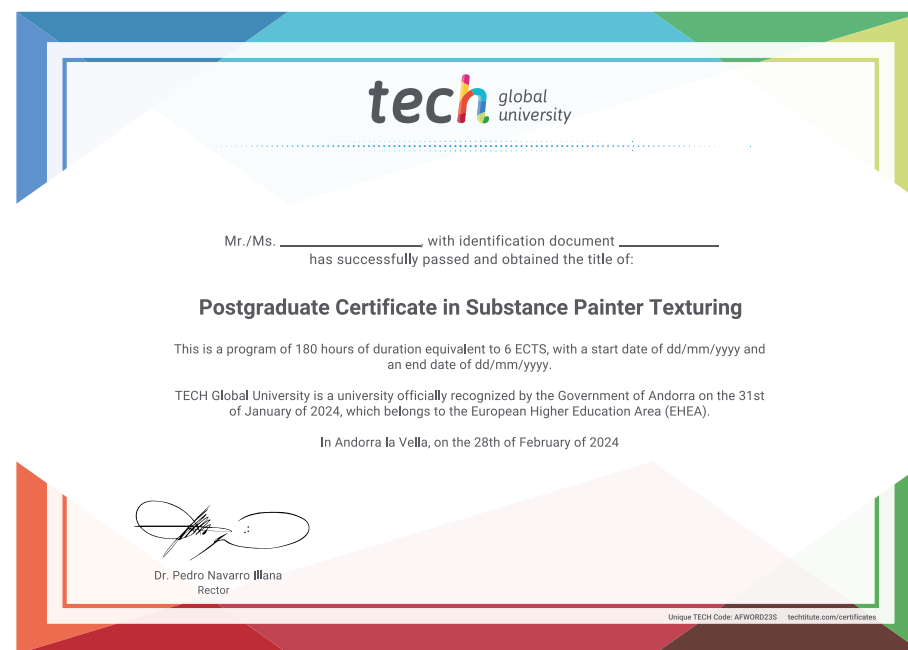 tech global
university
Mr./Ms. ____________, with identification document ____________
has successfully passed and obtained the title of:
Postgraduate Certificate in Substance Painter Texturing
This is a program of 180 hours of duration equivalent to 6 ECTS, with a start date of dd/mm/yyyy and
an end date of dd/mm/yyyy.
TECH Global University is a university officially recognized by the Government of Andorra on the 31st
of January of 2024, which belongs to the European Higher Education Area (EHEA).
In Andorra la Vella, on the 28th of February of 2024
Dr. Pedro Navarro Illana
Rector
Unique TECH Code: AFWORD23S techtitute.com/certificates